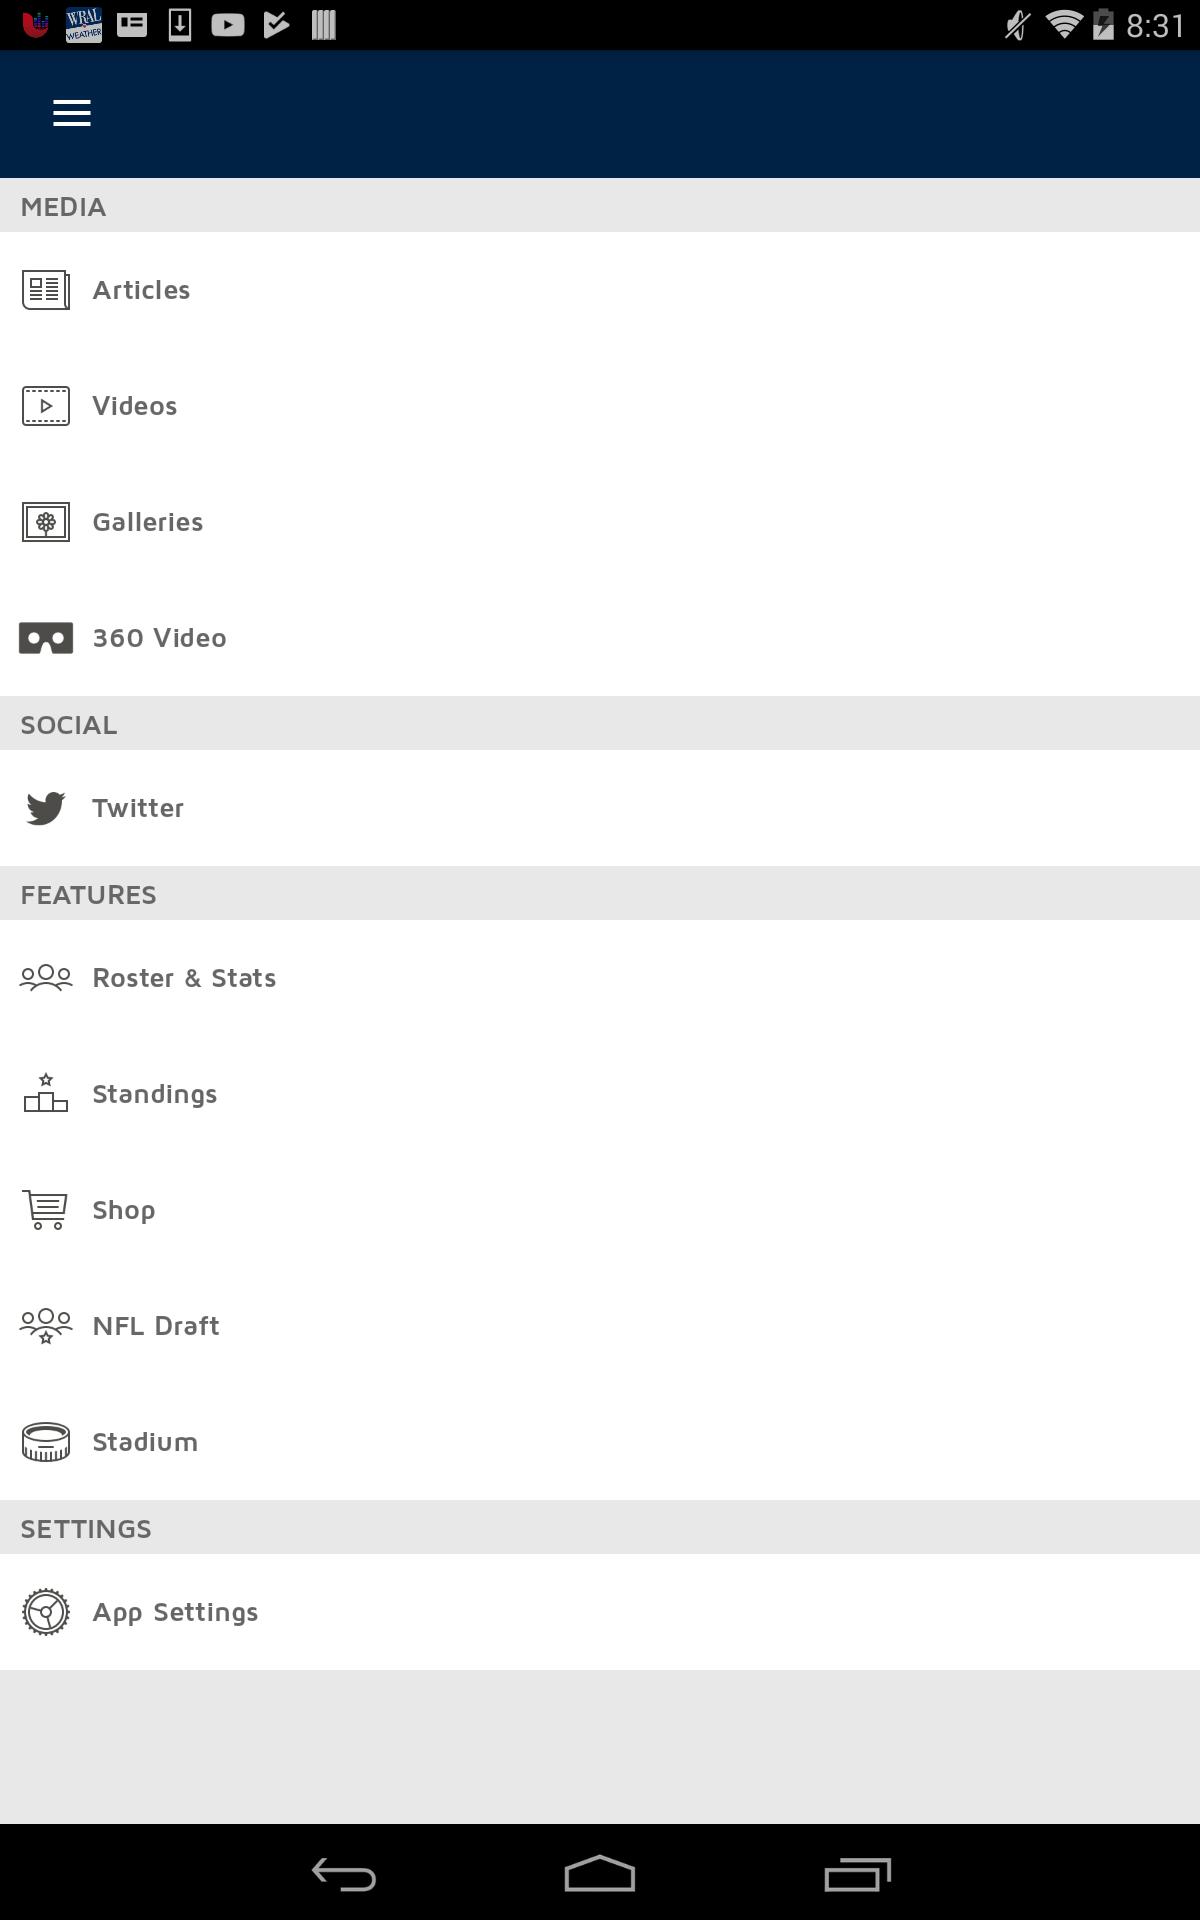 WRAL
WEATHER
8:31
MEDIA
Articles
Videos
Galleries
360 Video
SOCIAL
Twitter
FEATURES
Roster & Stats
Standings
Shop
NFL Draft
Stadium
SETTINGS
App Settings